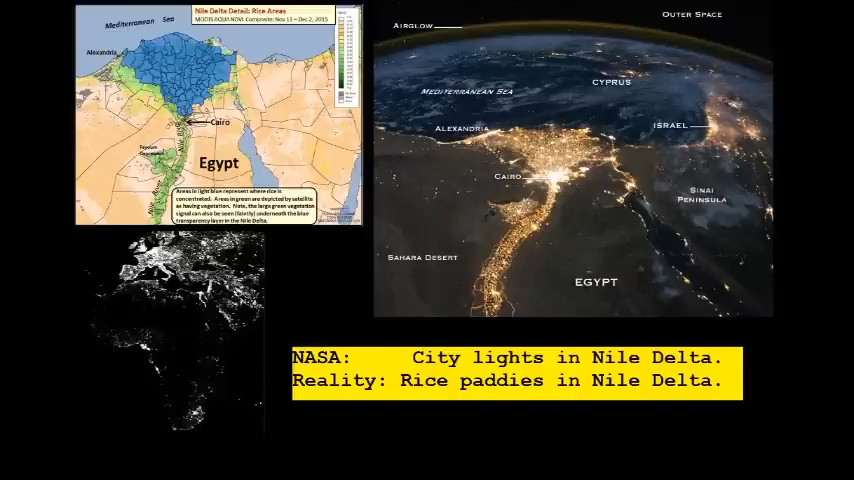 Nile Delta Detail: Rice Areas
MODIS AQUA NDVI Composite: Nov 11 – Dec 2, 2015
Mediterranean Sea
Alexandria
Cairo
Fayoum
Depression
Egypt
Areas in light blue represent where rice is
concentrated. Areas in green are depicted by satellite
as having vegetation. Note, the large green vegetation
signal can also be seen (faintly) underneath the blue
transparency layer in the Nile Delta.
AIRGLOW
OUTER SPACE
CYPRUS
MEDITERRANEAN SEA
ALEXANDRIA
ISRAEL
CAIRO
SINAI
PENINSULA
SAHARA DESERT
EGYPT
NASA: City lights in Nile Delta.
Reality: Rice paddies in Nile Delta.